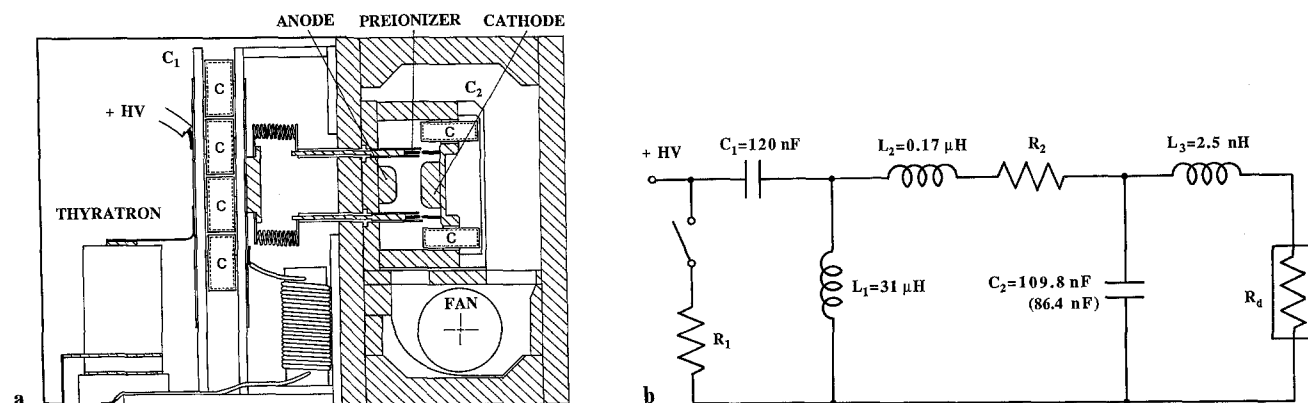 ANODE PREIONIZER CATHODE
C₁
C₂
+ HV
C
C
C
C
C
C
THYRATRON
FAN
a
+ HV
C₁=120 nF
L₂=0.17 μH
R₂
L₃=2.5 nH
L₁=31 μH
C₂=109.8 nF
(86.4 nF)
R₁
R_d
b